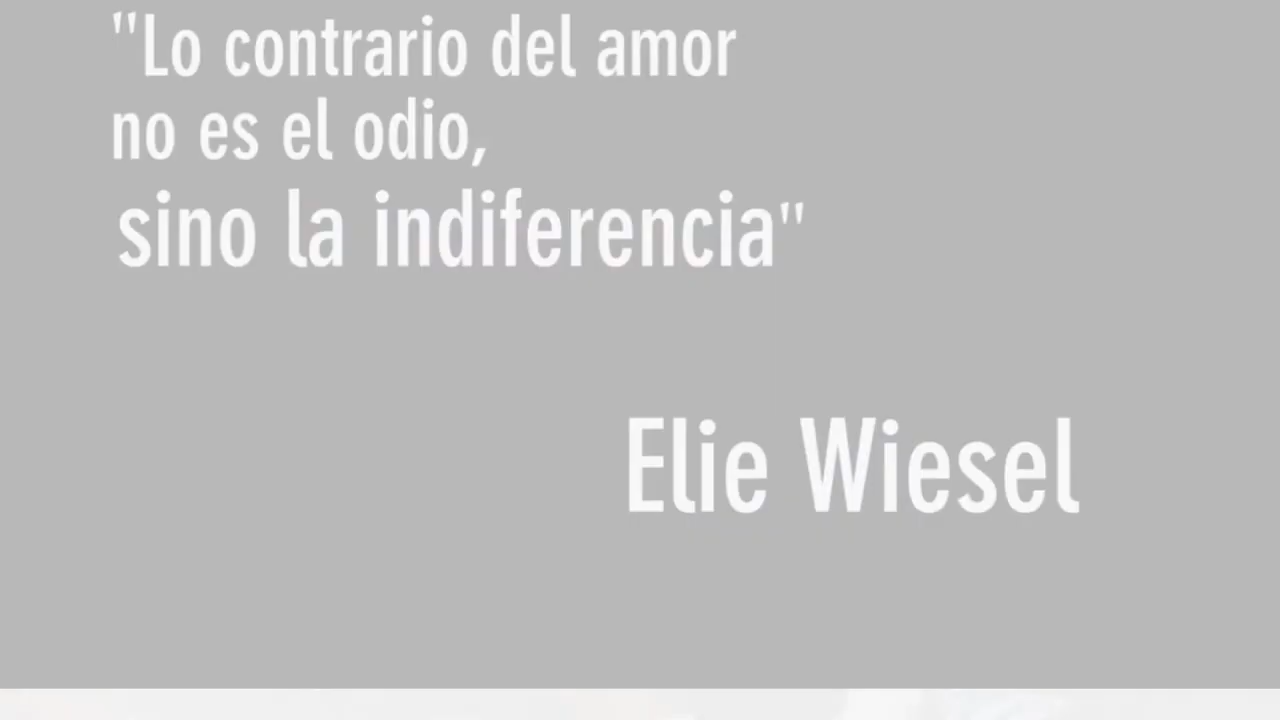 "Lo contrario del amor
no es el odio,
sino la indiferencia"
Elie Wiesel